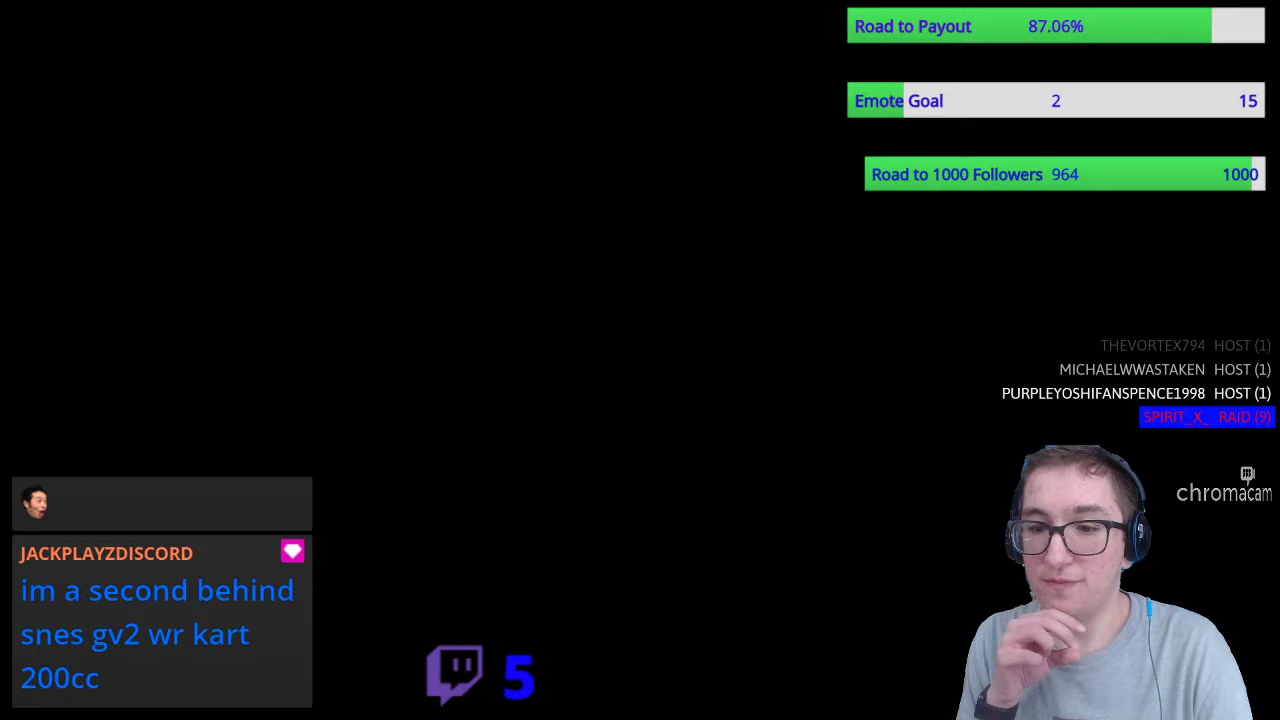 Road to Payout 87.06%
Emote Goal 2 15
Road to 1000 Followers 964 1000
THEVORTEX794 HOST (1)
MICHAELWWASTAKEN HOST (1)
PURPLEYOSHIFANSPENCE1998 HOST (1)
SPIRIT_X_ RAID (9)
chromacam
JACKPLAYZDISCORD
im a second behind
snes gv2 wr kart
200cc
5